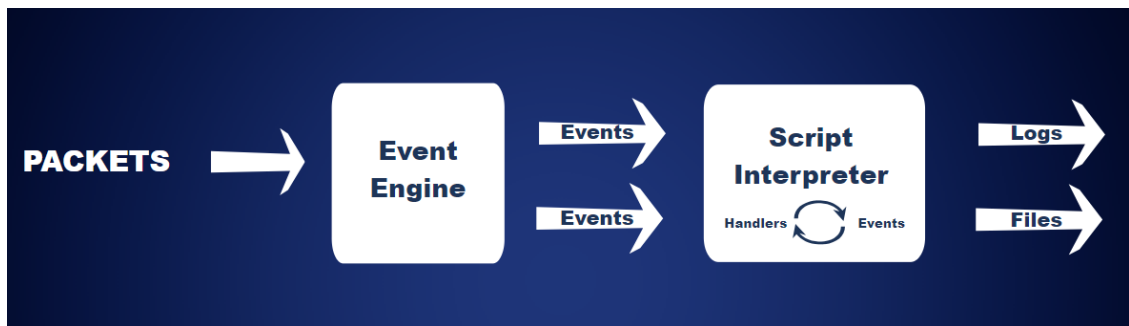 PACKETS
Event
Engine
Events
Events
Script
Interpreter
Handlers
Events
Logs
Files